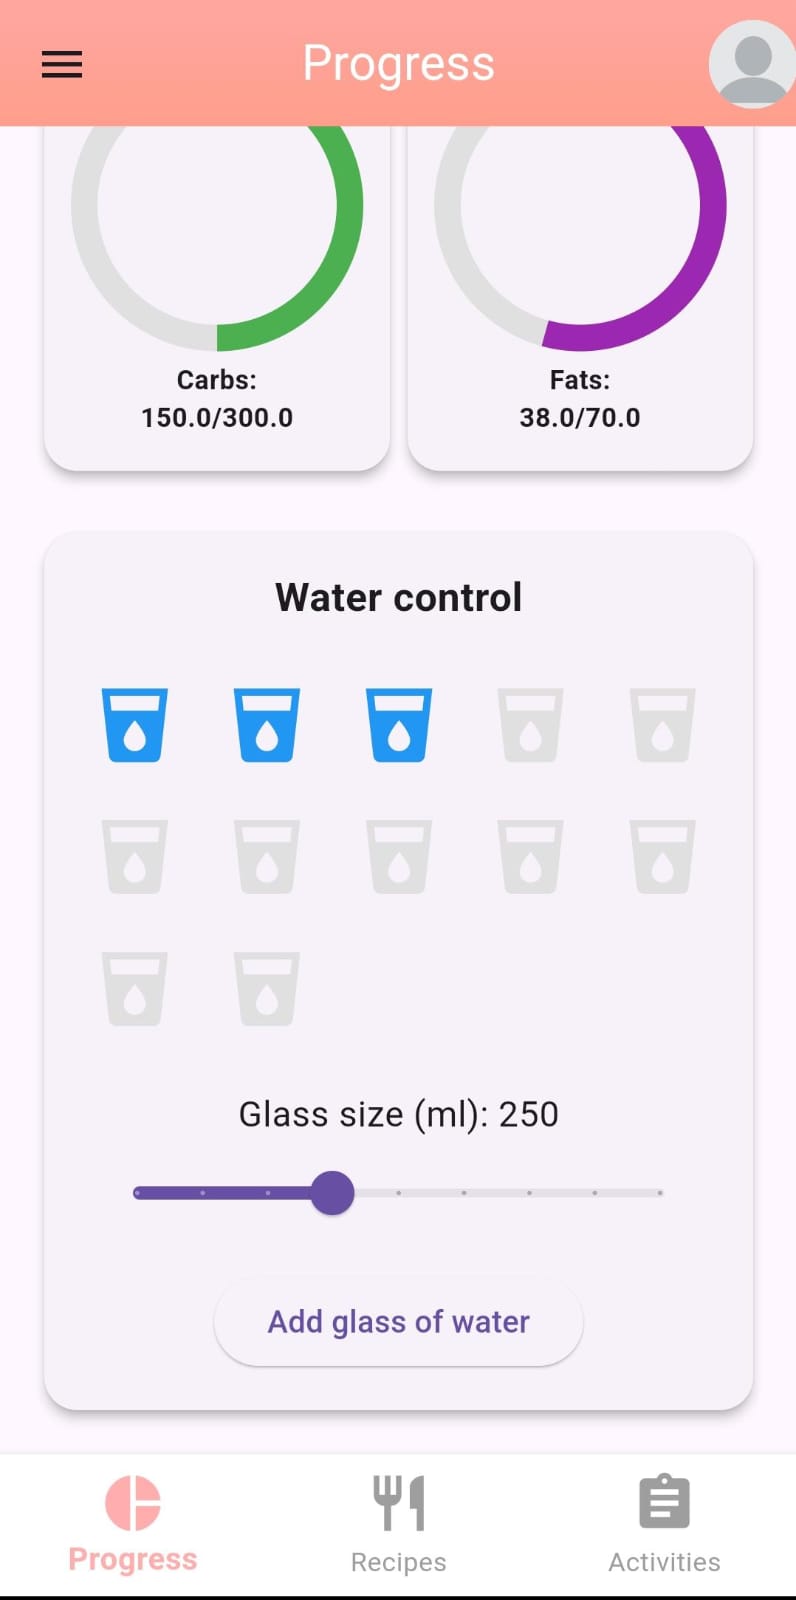 Progress
Carbs:
150.0/300.0
Fats:
38.0/70.0
Water control
Glass size (ml): 250
Add glass of water
Progress
Recipes
Activities